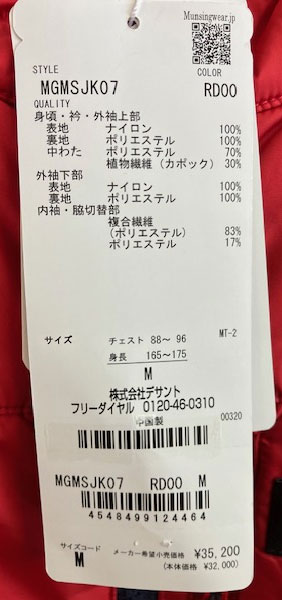 Munsingwear.jp
STYLE COLOR
MGMSJK07 RD00
QUALITY
身頃・衿・外袖上部
表地 ナイロン 100%
裏地 ポリエステル 100%
中わた ポリエステル 70%
植物繊維(カポック) 30%
外袖下部
表地 ナイロン 100%
裏地 ポリエステル 100%
内袖・脇切替部
複合繊維
(ポリエステル) 83%
ポリエステル 17%
サイズ チェスト 88～ 96 MT-2
身長 165～175
M
株式会社デサント
フリーダイヤル 0120-46-0310
中国製 00320
MGMSJK07 RD00 M
4548499124464
サイズコード メーカー希望小売価格 ¥35,200
M (本体価格 ¥32,000)